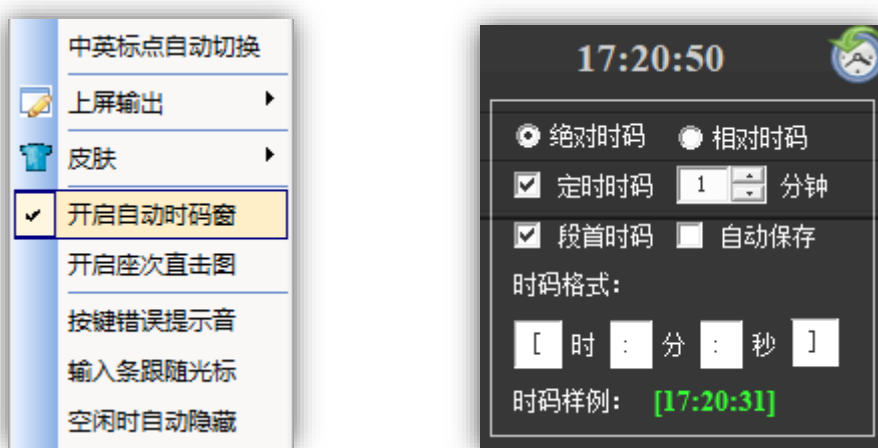 中英标点自动切换
上屏输出
皮肤
开启自动时码窗
开启座次直击图
按键错误提示音
输入条跟随光标
空闲时自动隐藏
17:20:50
绝对时码 相对时码
定时时码 1 分钟
段首时码 自动保存
时码格式:
[ 时 : 分 : 秒 ]
时码样例: [17:20:31]